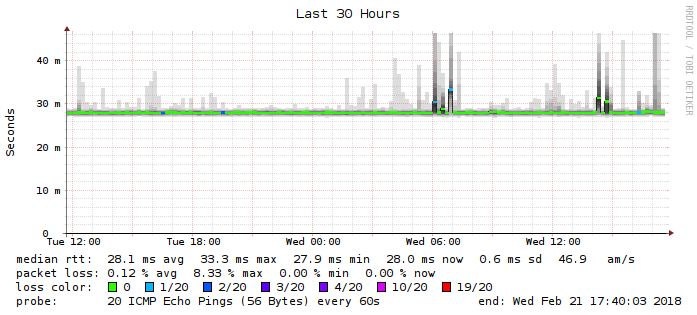 Last 30 Hours
RRDTOOL / TOBI OETIKER
Seconds
40 m
30 m
20 m
10 m
0
Tue 12:00 Tue 18:00 Wed 00:00 Wed 06:00 Wed 12:00
median rtt: 28.1 ms avg 33.3 ms max 27.9 ms min 28.0 ms now 0.6 ms sd 46.9 am/s
packet loss: 0.12 % avg 8.33 % max 0.00 % min 0.00 % now
loss color: 0 1/20 2/20 3/20 4/20 10/20 19/20
probe: 20 ICMP Echo Pings (56 Bytes) every 60s end: Wed Feb 21 17:40:03 2018